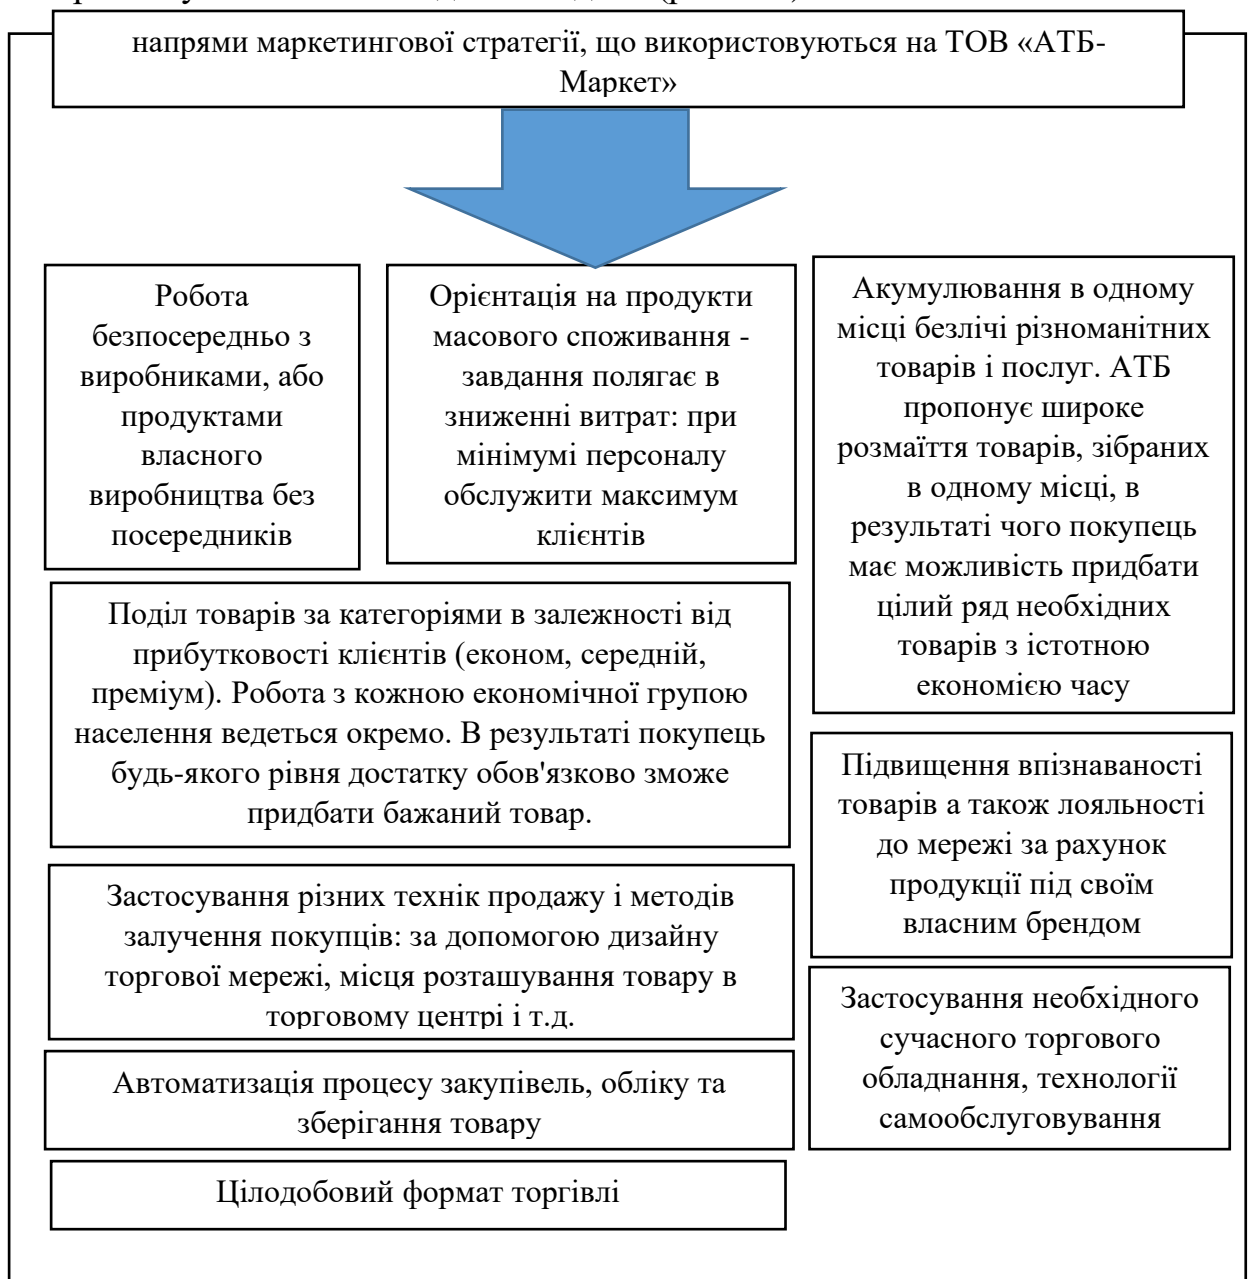 напрями маркетингової стратегії, що використовуються на ТОВ «АТБ-
Маркет»
Робота
безпосередньо з
виробниками, або
продуктами
власного
виробництва без
посередників
Орієнтація на продукти
масового споживання -
завдання полягає в
зниженні витрат: при
мінімумі персоналу
обслужити максимум
клієнтів
Акумулювання в одному
місці безлічі різноманітних
товарів і послуг. АТБ
пропонує широке
розмаїття товарів, зібраних
в одному місці, в
результаті чого покупець
має можливість придбати
цілий ряд необхідних
товарів з істотною
економією часу
Поділ товарів за категоріями в залежності від
прибутковості клієнтів (економ, середній,
преміум). Робота з кожною економічної групою
населення ведеться окремо. В результаті покупець
будь-якого рівня достатку обов'язково зможе
придбати бажаний товар.
Підвищення впізнаваності
товарів а також лояльності
до мережі за рахунок
продукції під своїм
власним брендом
Застосування різних технік продажу і методів
залучення покупців: за допомогою дизайну
торгової мережі, місця розташування товару в
торговому центрі і т.д.
Застосування необхідного
сучасного торгового
обладнання, технології
самообслуговування
Автоматизація процесу закупівель, обліку та
зберігання товару
Цілодобовий формат торгівлі